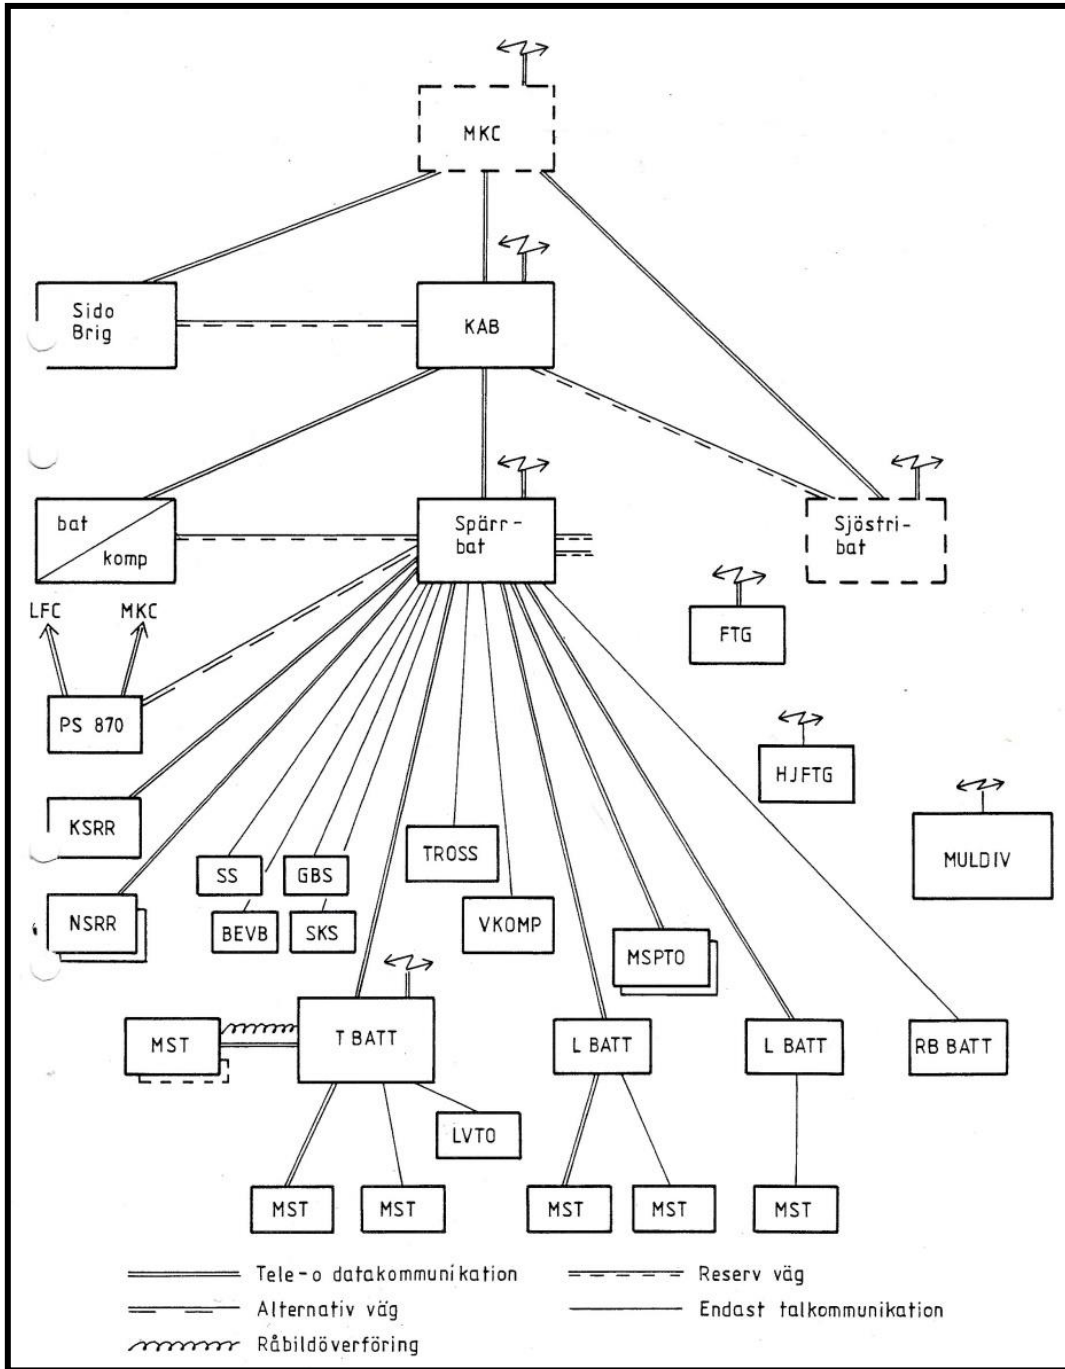 MKC
Sido
Brig
KAB
bat
komp
Spärr-
bat
Sjöstri-
bat
LFC
MKC
FTG
PS 870
HJFTG
KSRR
MULDIV
TROSS
SS
GBS
NSRR
BEVB
SKS
VKOMP
MSPTO
MST
T BATT
L BATT
L BATT
RB BATT
LVTO
MST
MST
MST
MST
MST
Tele-o datakommunikation
Reserv väg
Alternativ väg
Endast talkommunikation
Råbildöverföring